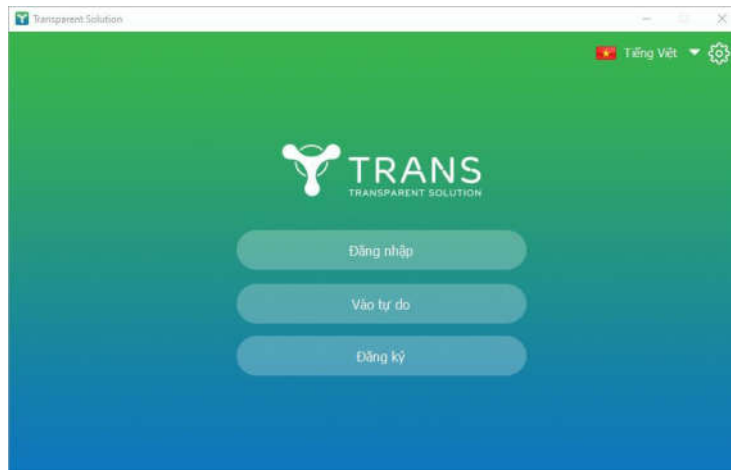 Transparent Solution
Tiếng Việt
TRANS
TRANSPARENT SOLUTION
Đăng nhập
Vào tự do
Đăng ký